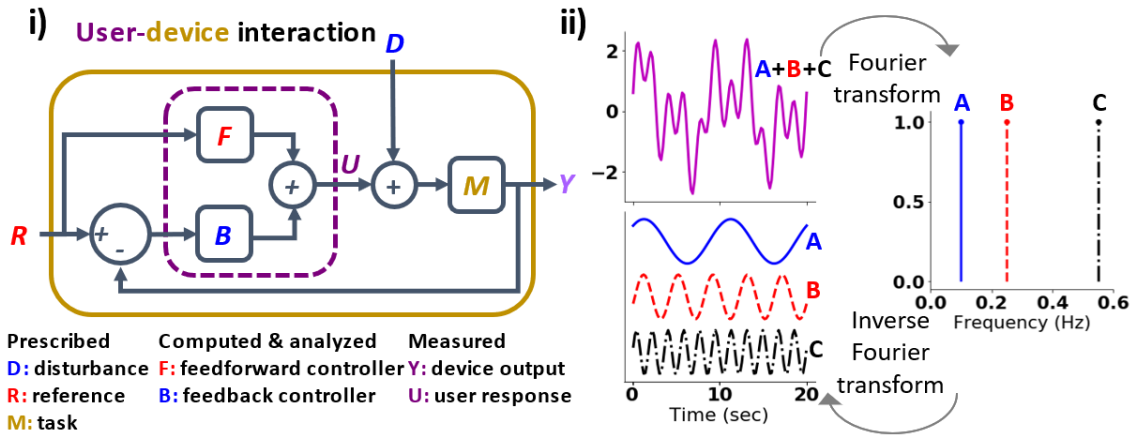 i)
User-device interaction
D
F
U
+
+
M
Y
R
+
-
B
Prescribed
D: disturbance
R: reference
M: task
Computed & analyzed
F: feedforward controller
B: feedback controller
Measured
Y: device output
U: user response
ii)
A+B+C
2
0
−2
A
B
C
0
10
20
Time (sec)
Fourier
transform
A
B
C
1.0
0.5
0.0
0.0
0.2
0.4
0.6
Frequency (Hz)
Inverse
Fourier
transform